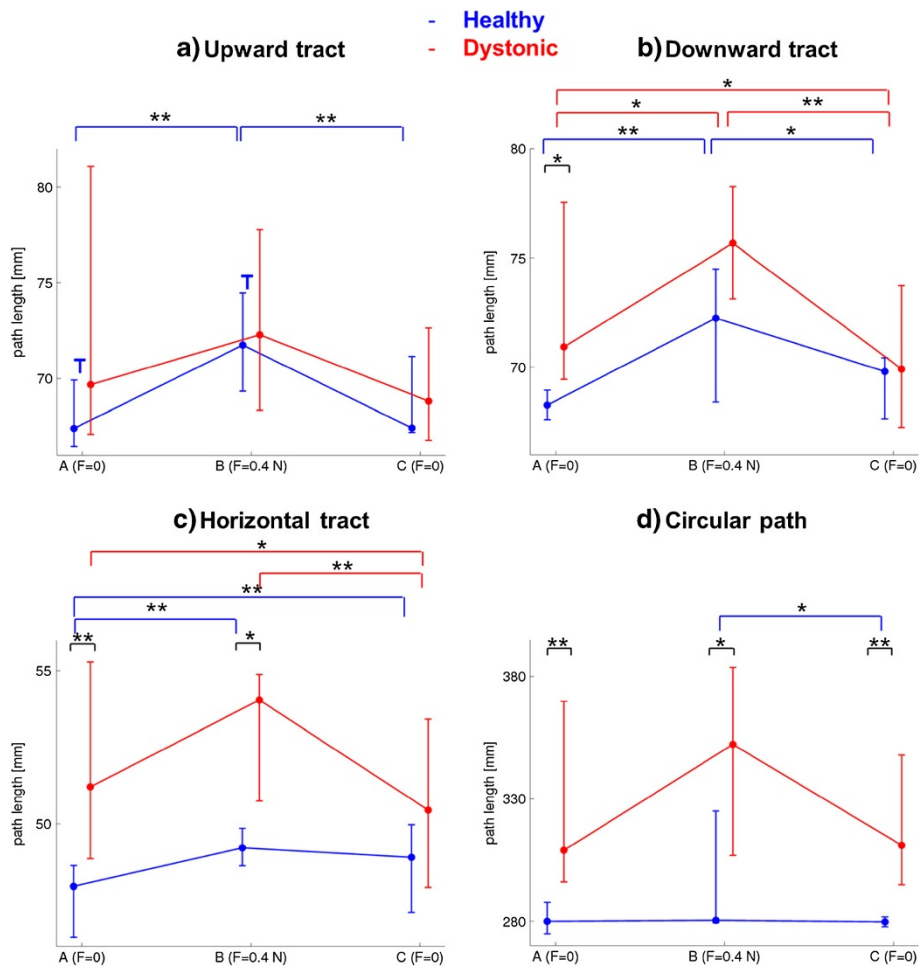 - Healthy
- Dystonic
a) Upward tract
b) Downward tract
** **
*
* **
** *
*
80
75
70
path length [mm]
T
T
A (F=0) B (F=0.4 N) C (F=0)
80
75
70
path length [mm]
A (F=0) B (F=0.4 N) C (F=0)
c) Horizontal tract
d) Circular path
*
**
**
**
** *
55
50
path length [mm]
A (F=0) B (F=0.4 N) C (F=0)
*
** * **
380
330
280
path length [mm]
A (F=0) B (F=0.4 N) C (F=0)